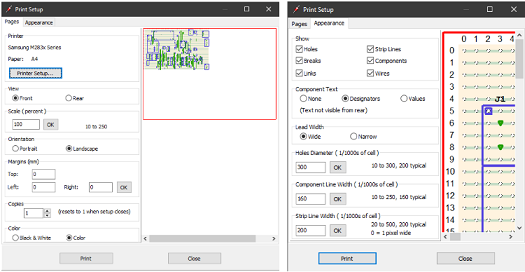 Print Setup
Pages Appearance
Printer
Samsung M283x Series
Paper: A4
Printer Setup...
View
Front Rear
Scale ( percent )
100 OK 10 to 250
Orientation
Portrait Landscape
Margins (mm)
Top: 0
Left: 0 Right: 0 OK
Copies
1 (resets to 1 when setup closes)
Color
Black & White Color
Print Close
Print Setup
Pages Appearance
Show
Holes Strip Lines
Breaks Components
Links Wires
Component Text
None Designators Values
(Text not visible from rear)
Lead Width
Wide Narrow
Holes Diameter ( 1/1000s of cell )
300 OK 10 to 300, 200 typical
Component Line Width ( 1/1000s of cell )
160 OK 10 to 250, 160 typical
Strip Line Width ( 1/1000s of cell )
200 OK 20 to 500, 200 typical
0 = 1 pixel wide
0 1 2 3 4
0
1
2
3
4
J1
5
6
7
8
9
10
11
12
13
14
Print Close